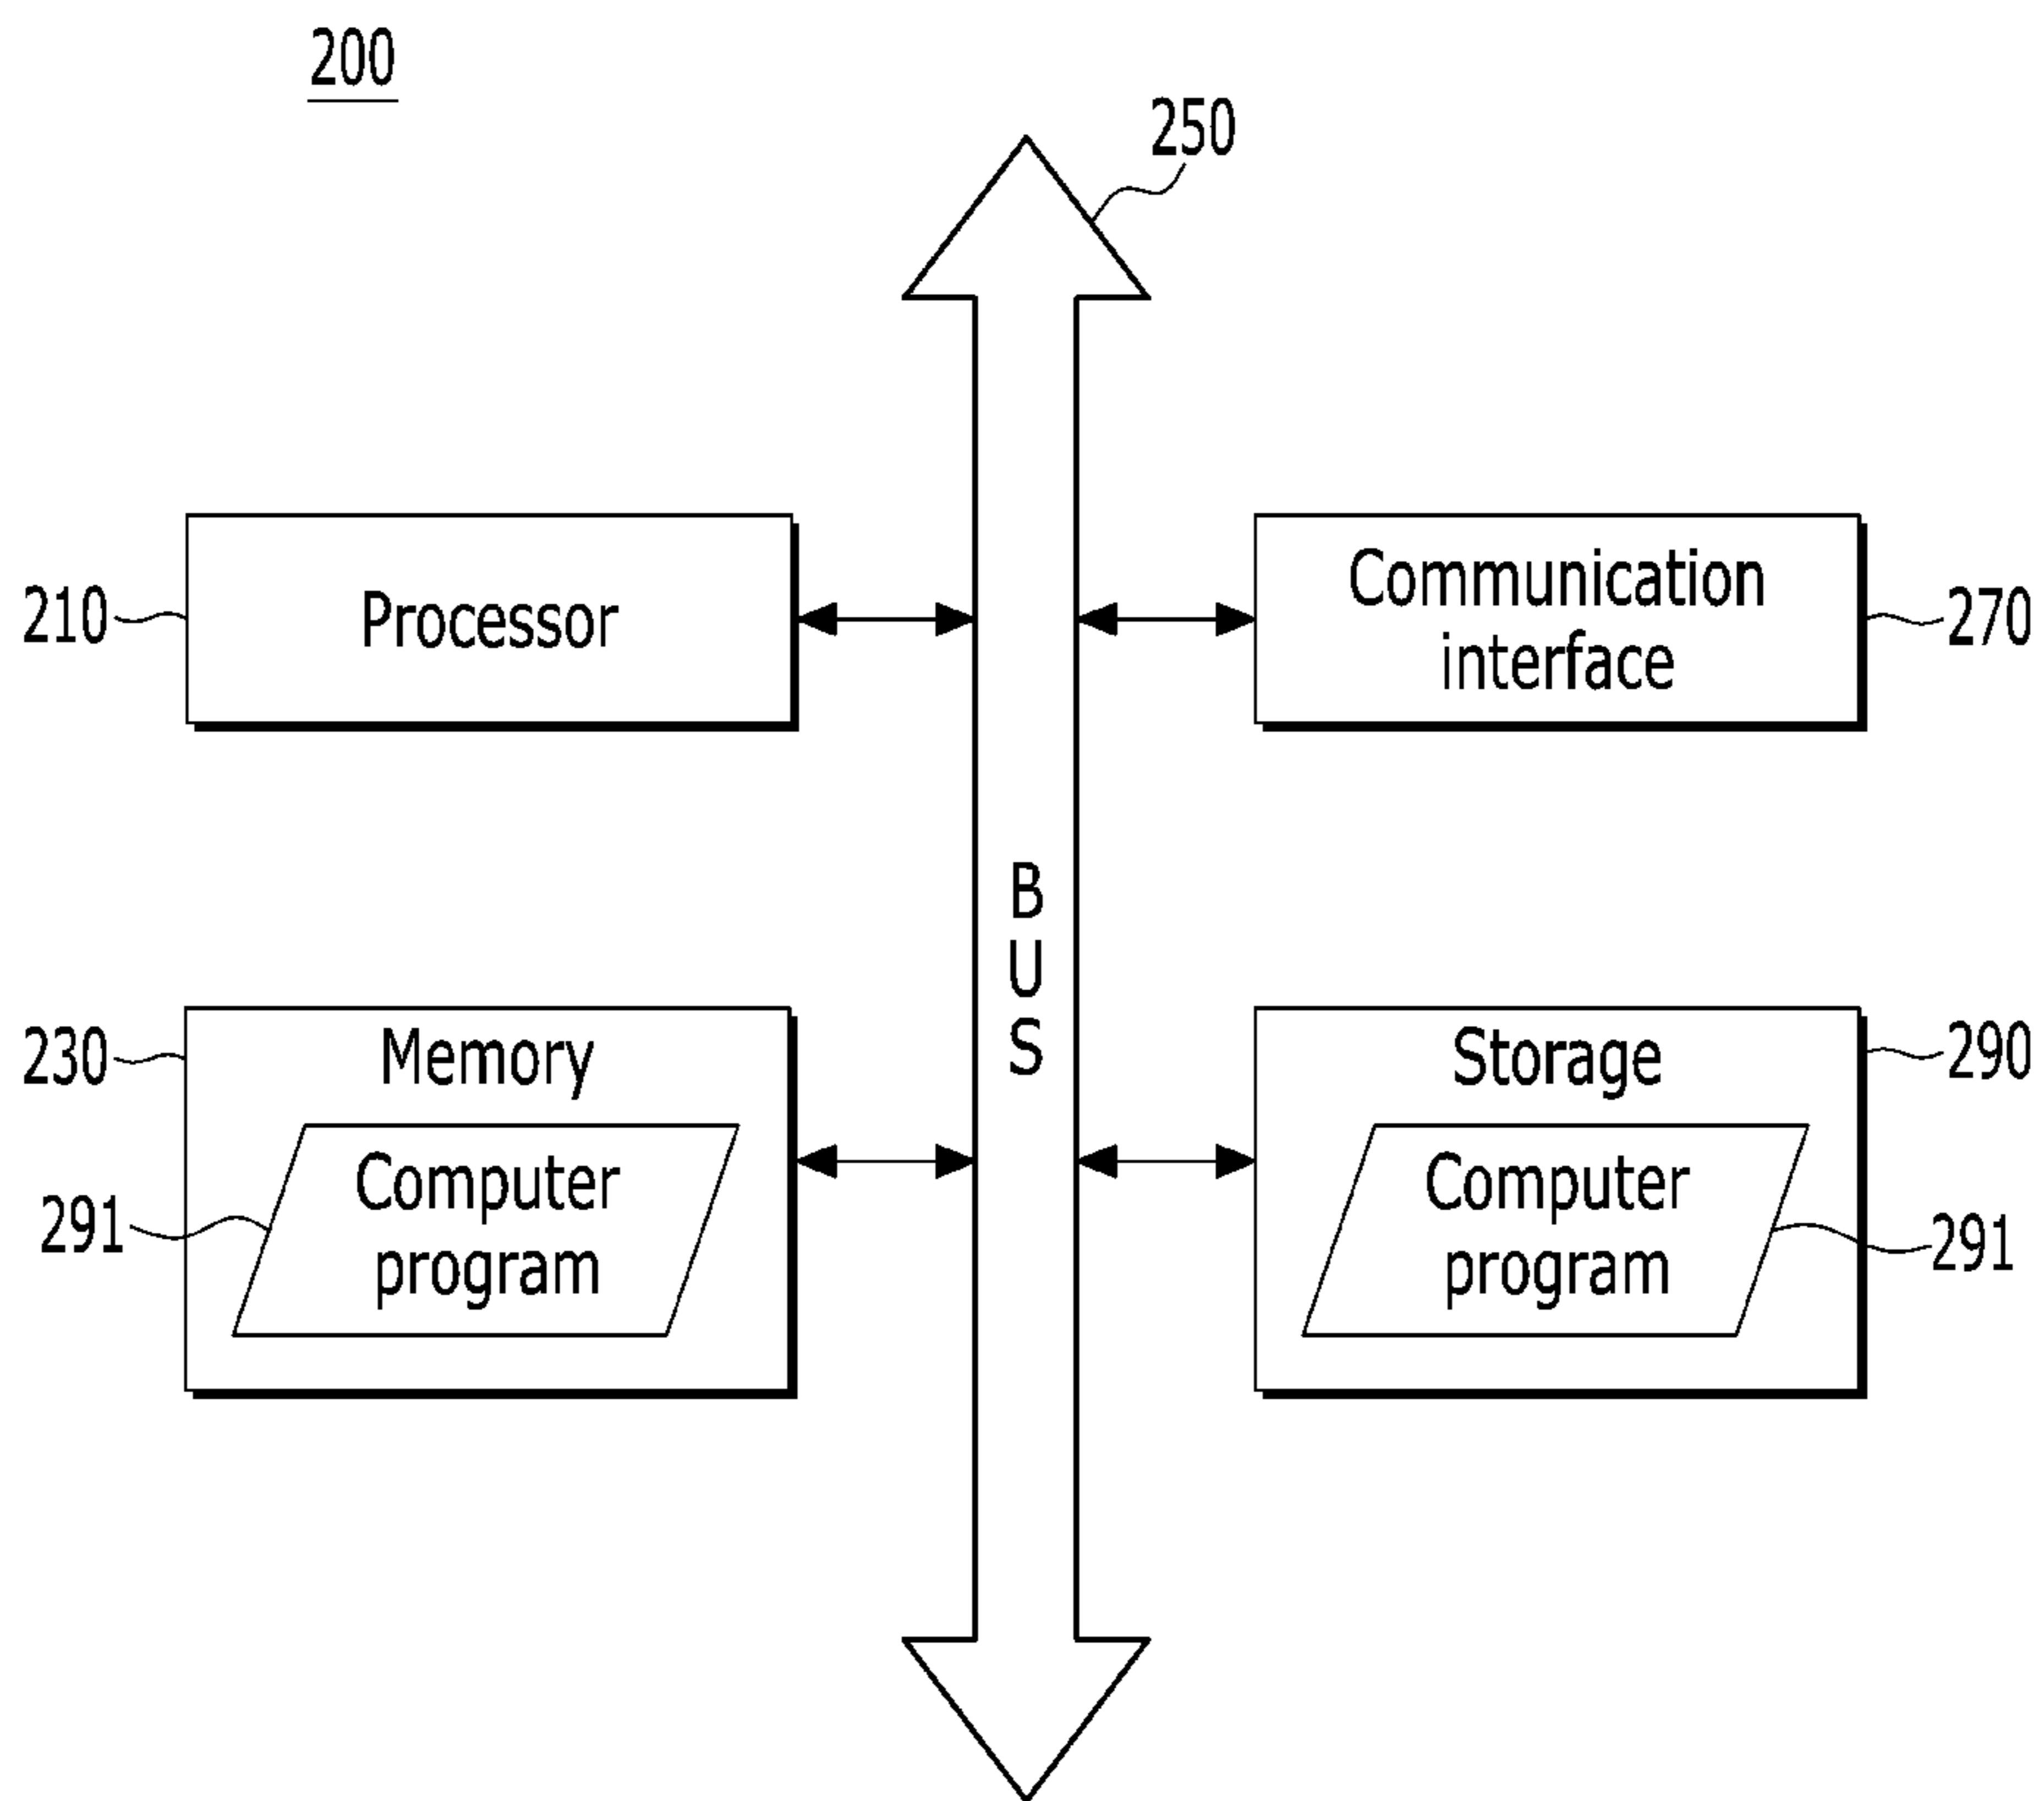 200
250
210
Processor
Communication
interface
270
B
U
S
230
Memory
Computer
program
291
Storage
290
Computer
program
291